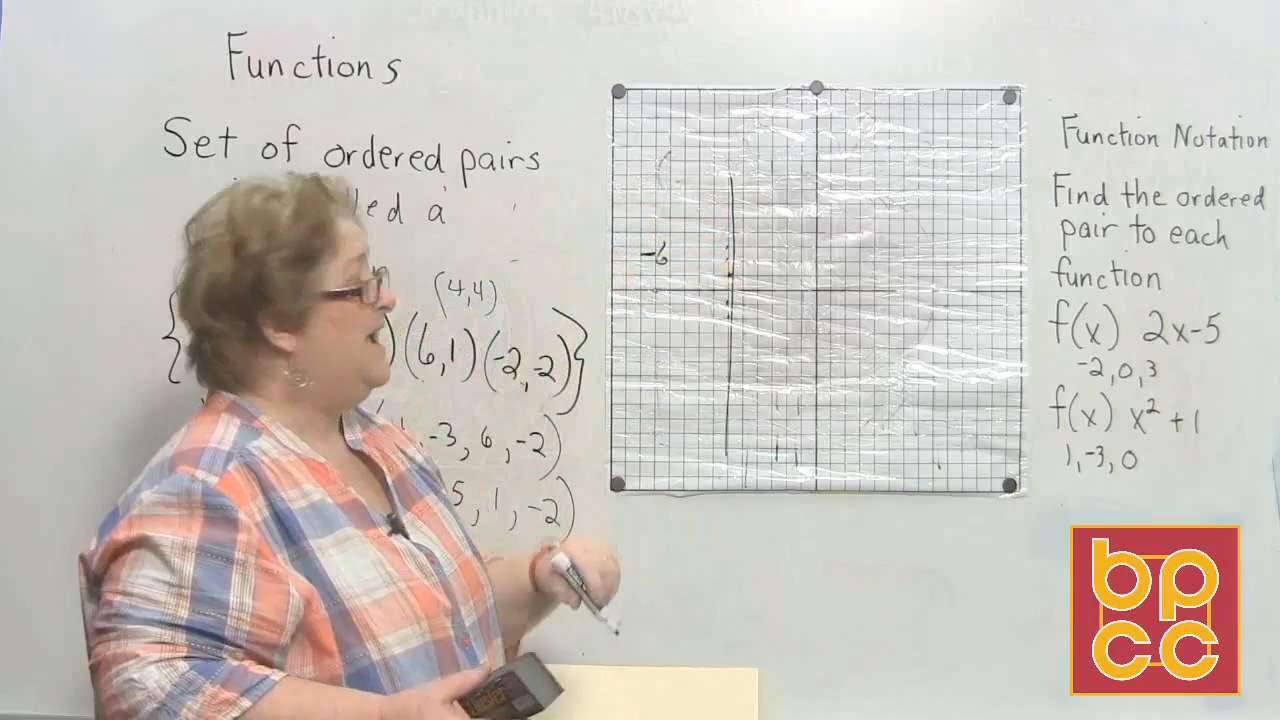 Functions
Set of ordered pairs
a
(4,4)
{ )(6,1)(-2,-2)}
, -3, 6, -2)
5, 1, -2)
-6
Function Notation
Find the ordered
pair to each
function
f(x) 2x-5
-2, 0, 3
f(x) x² + 1
1, -3, 0
bp
cc